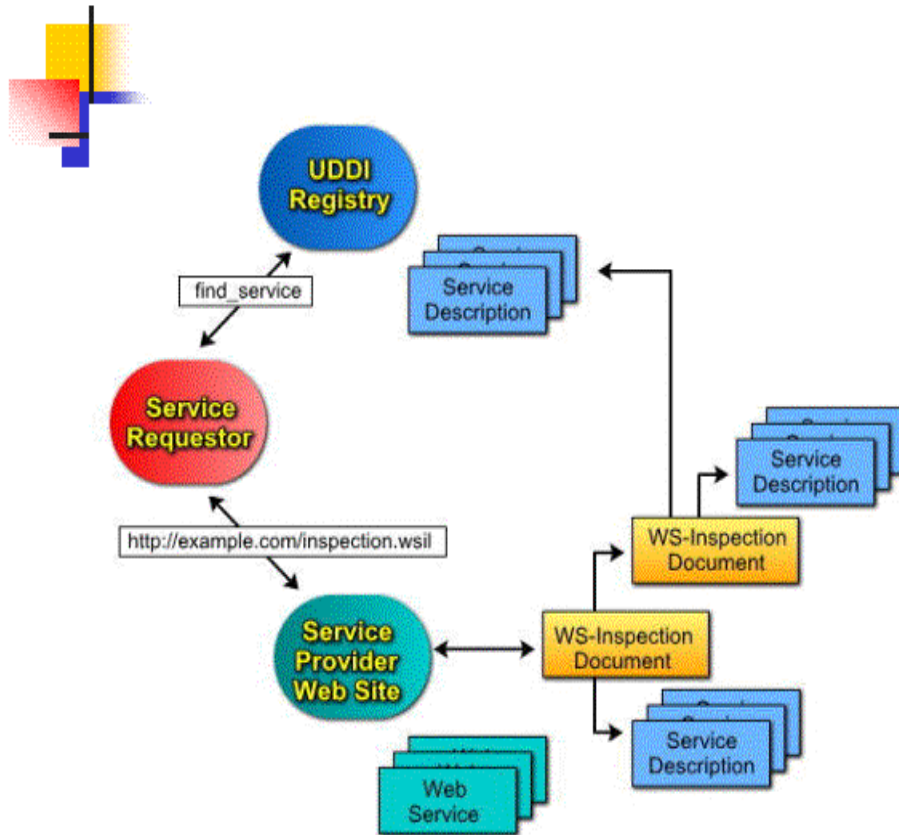 UDDI
Registry
find_service
Service
Description
Service
Requestor
Service
Description
http://example.com/inspection.wsil
WS-Inspection
Document
Service
Provider
Web Site
WS-Inspection
Document
Service
Description
Web
Service